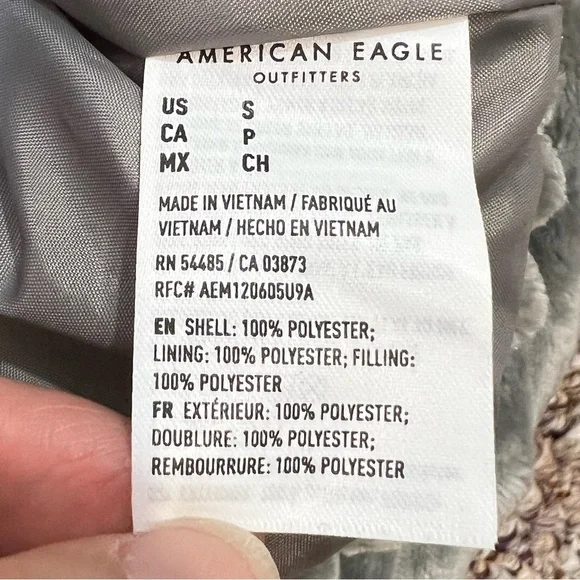 AMERICAN EAGLE
OUTFITTERS
US S
CA P
MX CH
MADE IN VIETNAM / FABRIQUÉ AU
VIETNAM / HECHO EN VIETNAM
RN 54485 / CA 03873
RFC# AEM120605U9A
EN SHELL: 100% POLYESTER;
LINING: 100% POLYESTER; FILLING:
100% POLYESTER
FR EXTÉRIEUR: 100% POLYESTER;
DOUBLURE: 100% POLYESTER;
REMBOURRURE: 100% POLYESTER